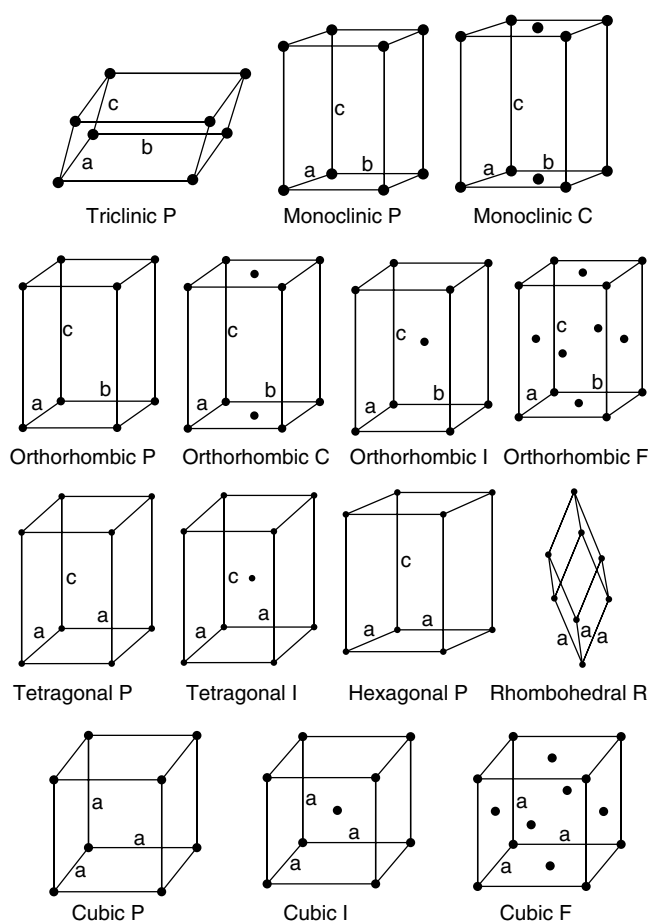 c
b
a
Triclinic P
c
a b
Monoclinic P
c
a b
Monoclinic C
c
a b
Orthorhombic P
c
a b
Orthorhombic C
c
a b
Orthorhombic I
c
a b
Orthorhombic F
c
a a
Tetragonal P
c
a a
Tetragonal I
c
a a
Hexagonal P
a a a
Rhombohedral R
a
a
a
Cubic P
a
a
a
Cubic I
a
a
a
Cubic F